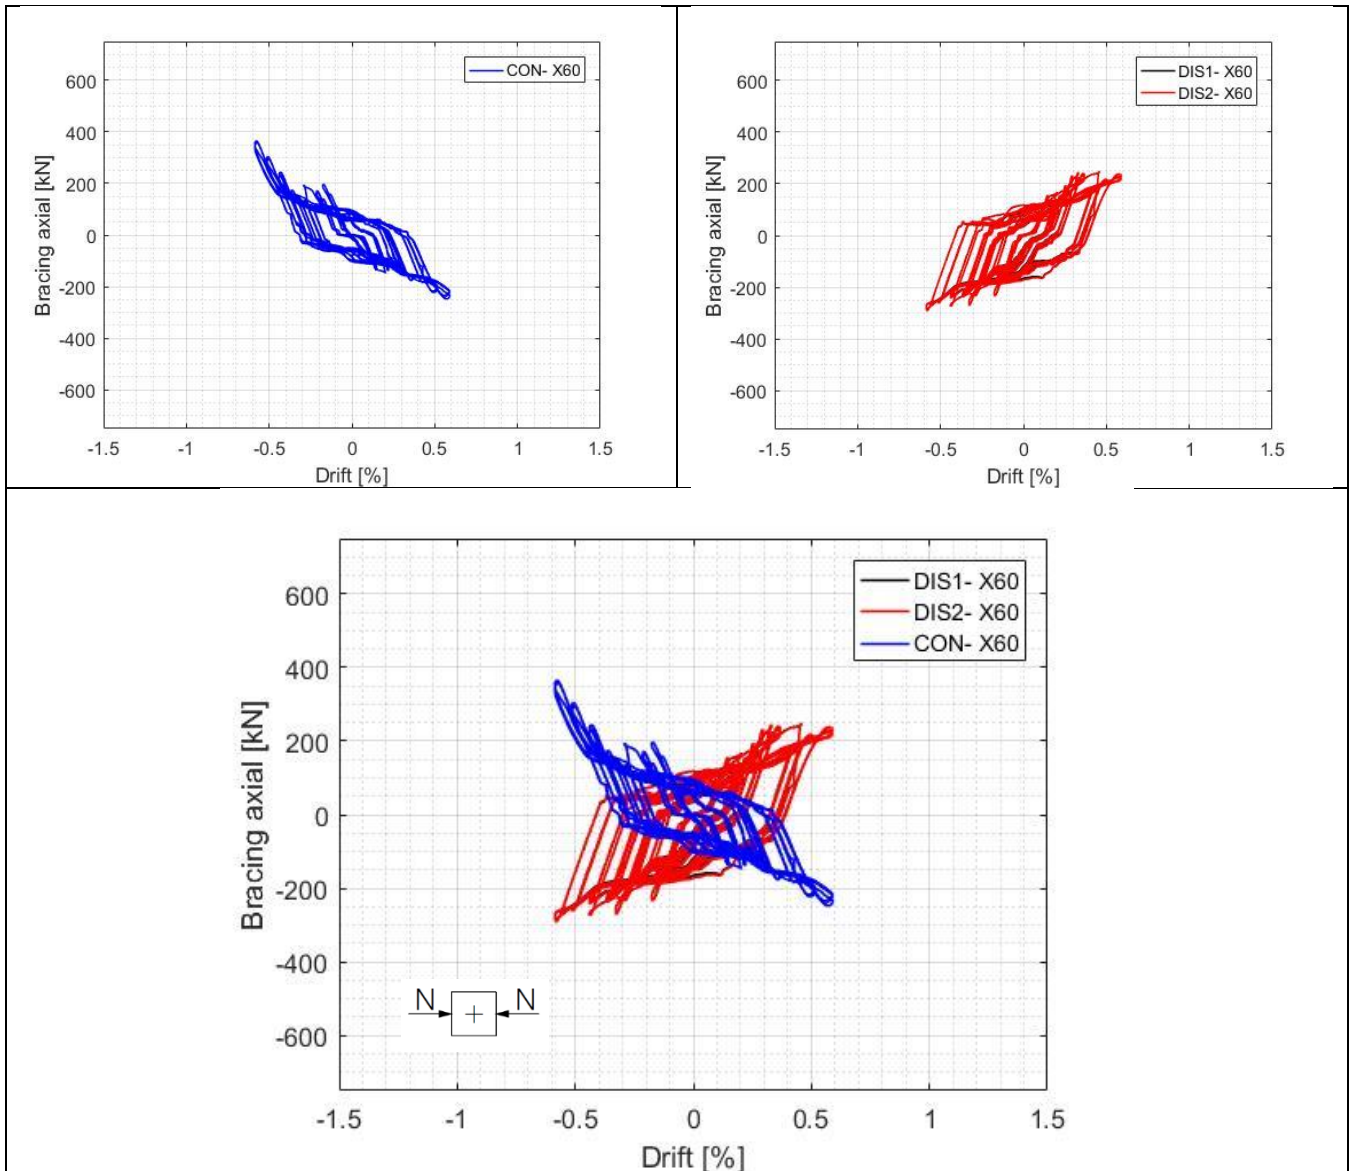 CON- X60
600
400
200
0
-200
-400
-600
Bracing axial [kN]
-1.5 -1 -0.5 0 0.5 1 1.5
Drift [%]
DIS1- X60
DIS2- X60
600
400
200
0
-200
-400
-600
Bracing axial [kN]
-1.5 -1 -0.5 0 0.5 1 1.5
Drift [%]
DIS1- X60
DIS2- X60
CON- X60
600
400
200
0
-200
-400
-600
Bracing axial [kN]
N + N
-1.5 -1 -0.5 0 0.5 1 1.5
Drift [%]